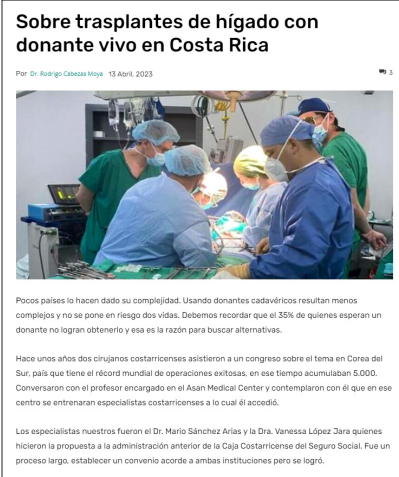 Sobre trasplantes de hígado con
donante vivo en Costa Rica
Por Dr. Rodrigo Cabezas Moya 13 Abril, 2023 3
Pocos países lo hacen dado su complejidad. Usando donantes cadavéricos resultan menos
complejos y no se pone en riesgo dos vidas. Debemos recordar que el 35% de quienes esperan un
donante no logran obtenerlo y esa es la razón para buscar alternativas.
Hace unos años dos cirujanos costarricenses asistieron a un congreso sobre el tema en Corea del
Sur, país que tiene el récord mundial de operaciones exitosas, en ese tiempo acumulaban 5.000.
Conversaron con el profesor encargado en el Asan Medical Center y contemplaron con él que en ese
centro se entrenaran especialistas costarricenses a lo cual él accedió.
Los especialistas nuestros fueron el Dr. Mario Sánchez Arias y la Dra. Vanessa López Jara quienes
hicieron la propuesta a la administración anterior de la Caja Costarricense del Seguro Social. Fue un
proceso largo, establecer un convenio acorde a ambas instituciones pero se logró.